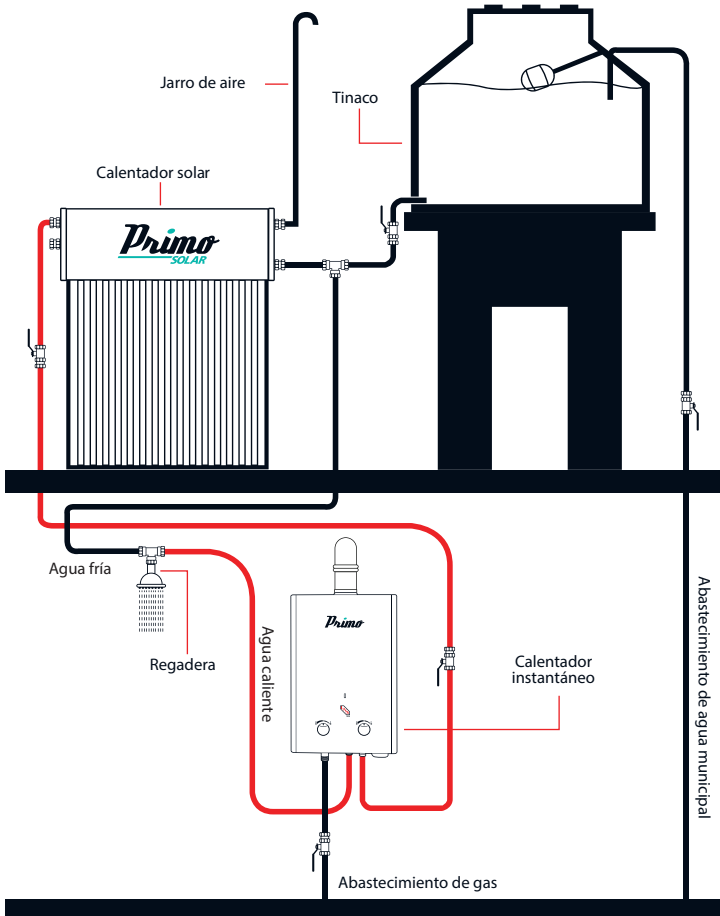 Jarro de aire
Tinaco
Calentador solar
Primo
SOLAR
Agua fría
Regadera
Agua caliente
Primo
Calentador
instantáneo
Abastecimiento de agua municipal
Abastecimiento de gas